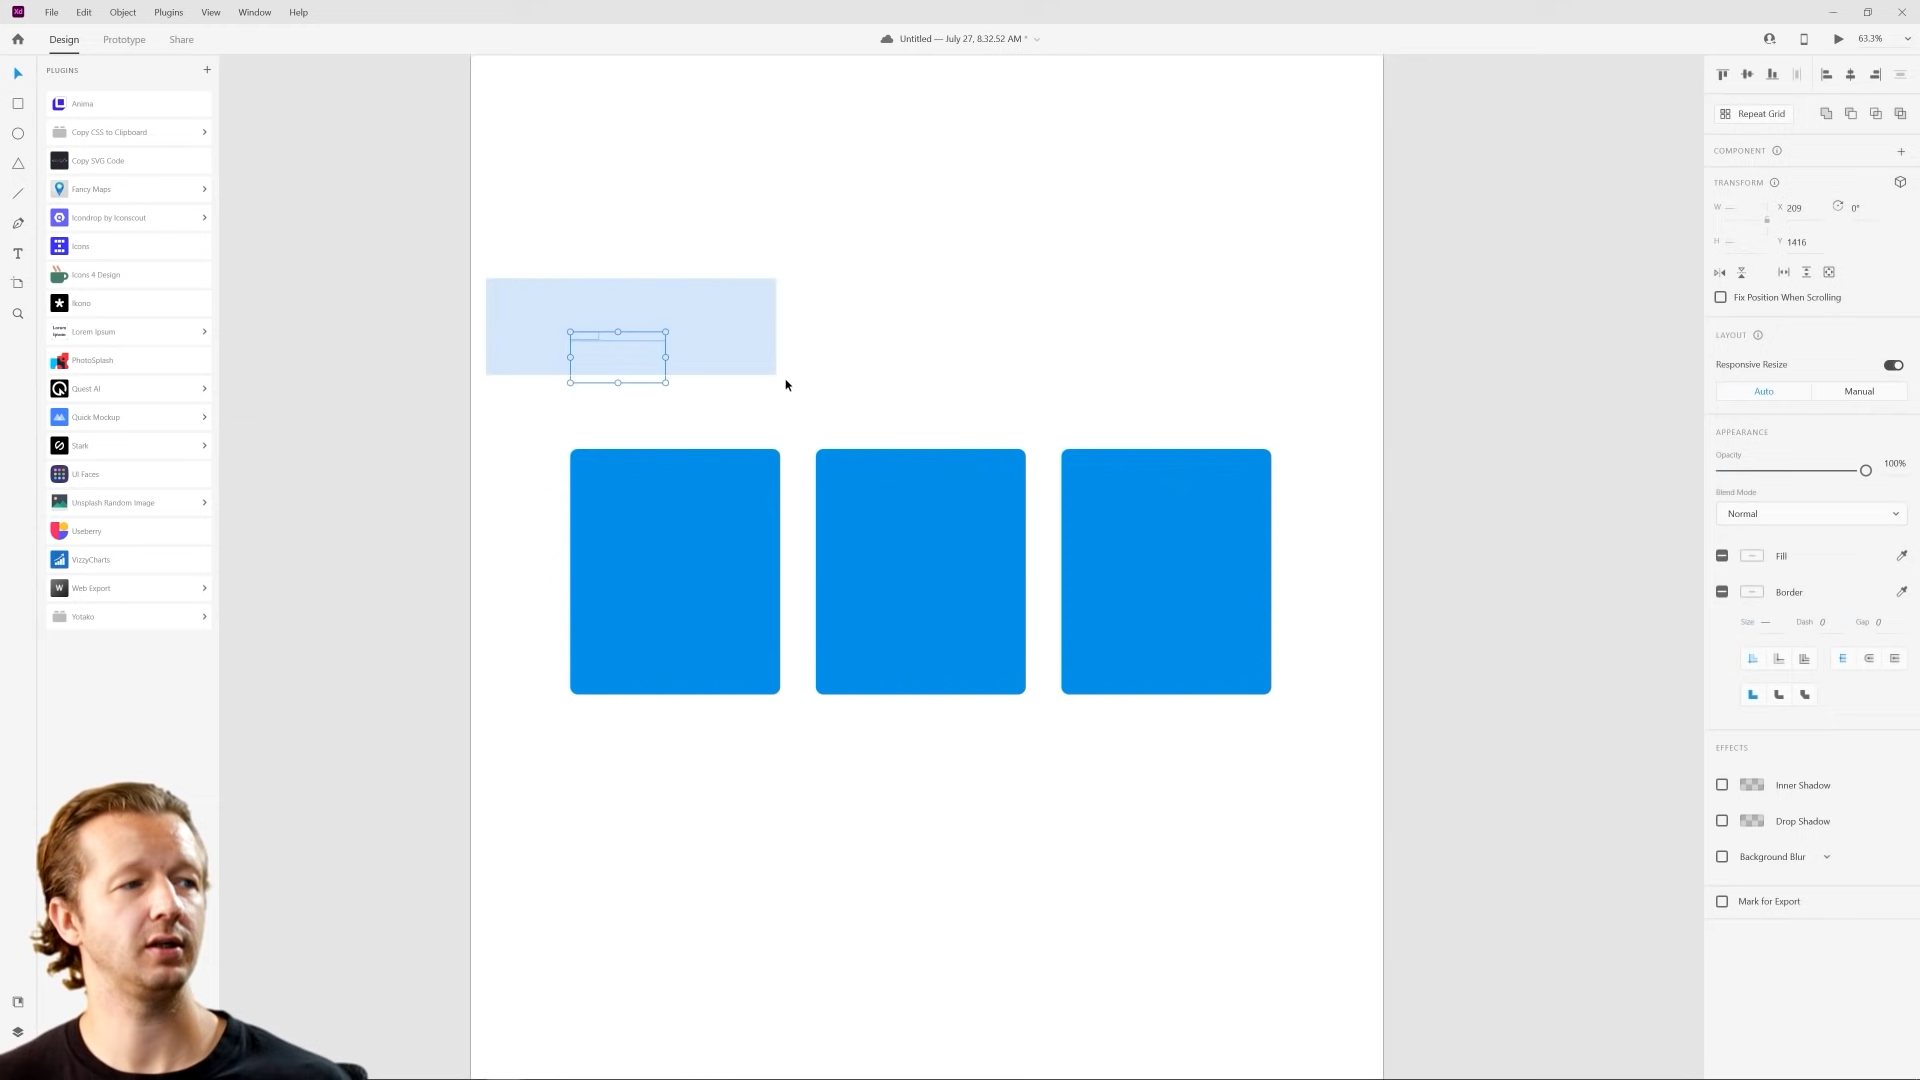 Xd File Edit Object Plugins View Window Help
Design Prototype Share Untitled — July 27, 8.32.52 AM * 63.3%
PLUGINS +
Anima
Copy CSS to Clipboard ...
Copy SVG Code
Fancy Maps
Icondrop by Iconscout
Icons
Icons 4 Design
Ikono
Lorem Ipsum Lorem Ipsum
PhotoSplash
Quest AI
Quick Mockup
Stark
UI Faces
Unsplash Random Image
Useberry
VizzyCharts
W Web Export
Yotako
Repeat Grid
COMPONENT +
TRANSFORM
W — X 209 0°
H — Y 1416
Fix Position When Scrolling
LAYOUT
Responsive Resize
Auto Manual
APPEARANCE
Opacity
100%
Blend Mode
Normal
Fill
Border
Size — Dash 0 Gap 0
EFFECTS
Inner Shadow
Drop Shadow
Background Blur
Mark for Export